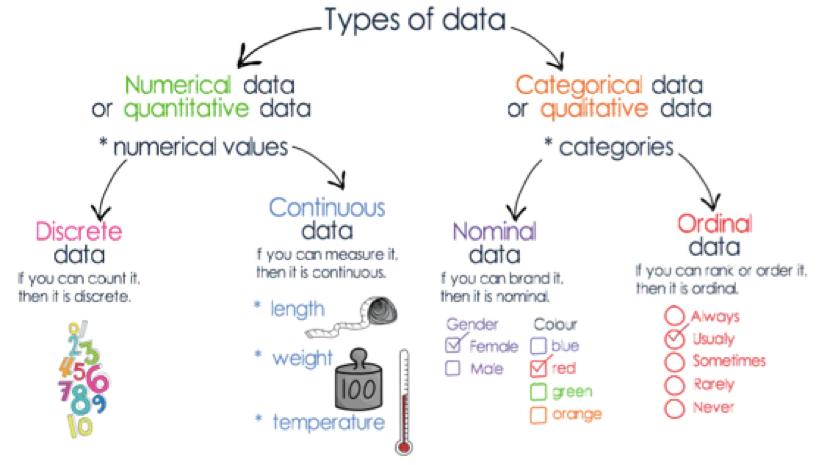 Types of data
Numerical data
or quantitative data
* numerical values
Categorical data
or qualitative data
* categories
Discrete
data
If you can count it,
then it is discrete.
0 1
2 3
4 5 6
7 8 9
10
Continuous
data
f you can measure it,
then it is continuous.
* length
* weight
100
* temperature
Nominal
data
f you can brand it,
then it is nominal.
Gender
Female
Male
Colour
blue
red
green
orange
Ordinal
data
If you can rank or order it,
then it is ordinal.
Always
Usually
Sometimes
Rarely
Never